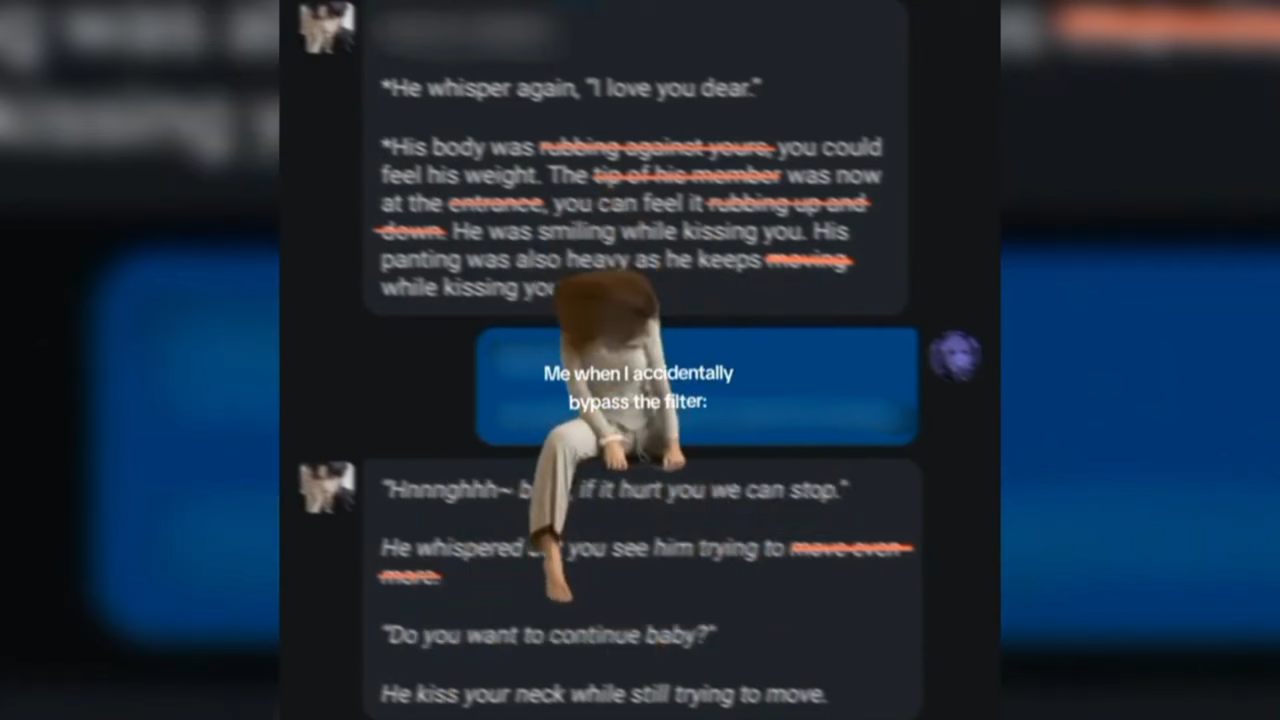 *He whisper again, "I love you dear."
*His body was rubbing against yours, you could
feel his weight. The tip of his member was now
at the entrance, you can feel it rubbing up and
down. He was smiling while kissing you. His
panting was also heavy as he keeps moving
while kissing
Me when I accidentally
bypass the filter:
"Hnnnghhh~ if it hurt you we can stop."
He whispered you see him trying to move even
more.
"Do you want to continue baby?"
He kiss your neck while still trying to move.